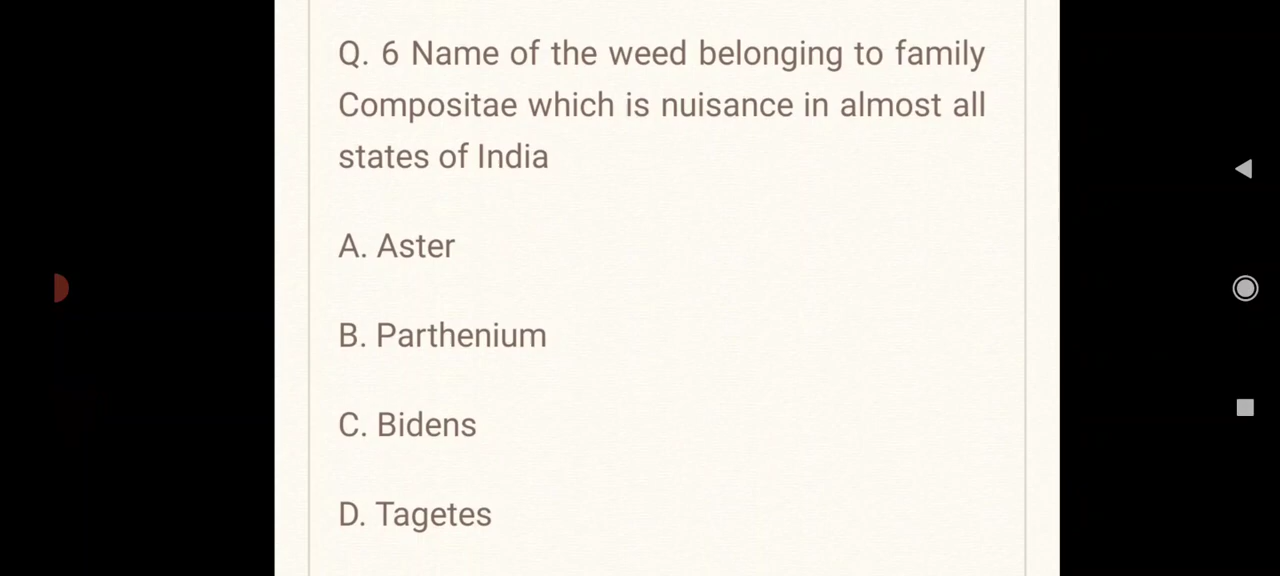 Q. 6 Name of the weed belonging to family
Compositae which is nuisance in almost all
states of India
A. Aster
B. Parthenium
C. Bidens
D. Tagetes